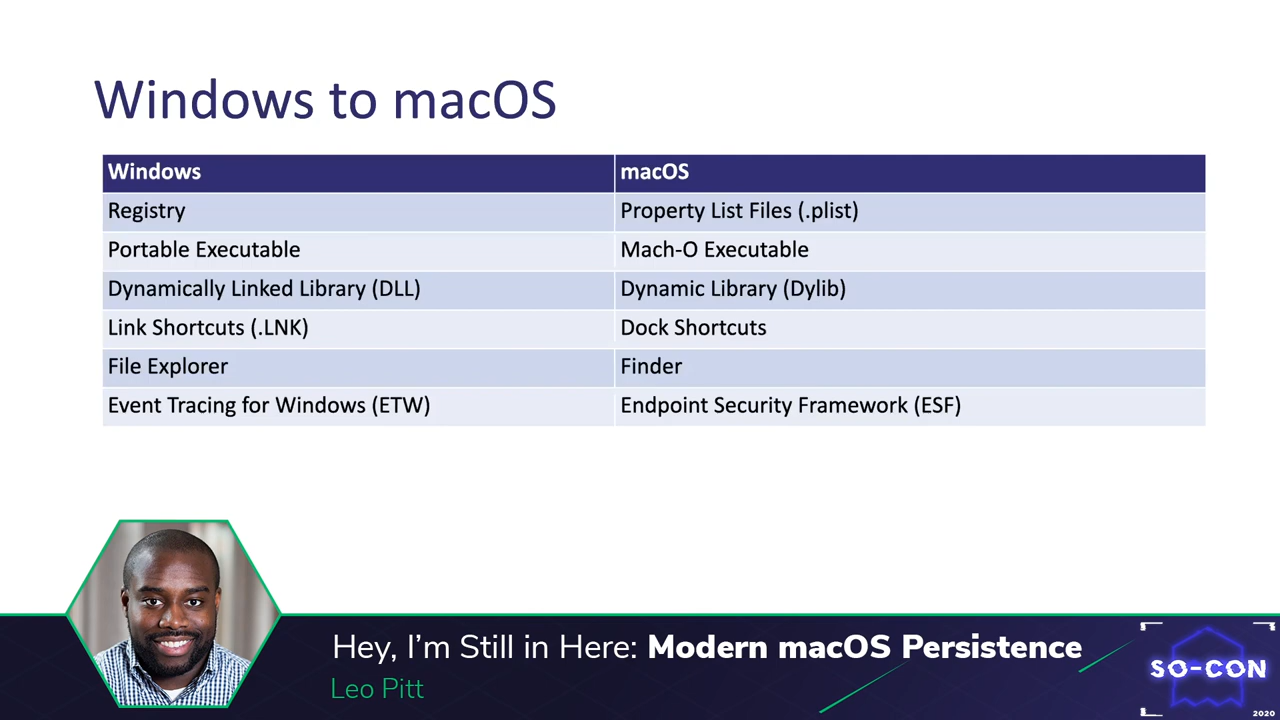 Windows to macOS
Windows macOS
Registry Property List Files (.plist)
Portable Executable Mach-O Executable
Dynamically Linked Library (DLL) Dynamic Library (Dylib)
Link Shortcuts (.LNK) Dock Shortcuts
File Explorer Finder
Event Tracing for Windows (ETW) Endpoint Security Framework (ESF)
Hey, I’m Still in Here: Modern macOS Persistence
Leo Pitt
SO-CON
2020